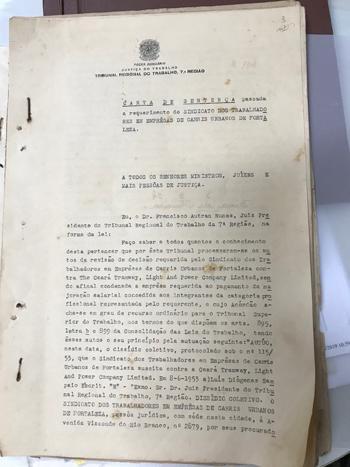 3
PODER JUDICIÁRIO
JUSTIÇA DO TRABALHO
TRIBUNAL REGIONAL DO TRABALHO, 7.ª REGIÃO
CARTA DE SENTENÇA passada
a requerimento do SINDICATO DOS TRABALHADO
RES EM EMPRÊSAS DE CARRIS URBANOS DE FORTA
LEZA.
A TODOS OS SENHORES MINISTROS, JUÍZES E
MAIS PESSÔAS DE JUSTIÇA.
Eu, o Dr. Francisco Autran Nunes, Juiz Pre
sidente do Tribunal Regional do Trabalho da 7ª Região, na
forma da lei:
Faço saber a todos quantos o conhecimento
desta pertencer que por êste Tribunal processaram-se os au
tos da revisão de decisão requerida pelo Sindicato dos Tra
balhadores em Emprêsas de Carris Urbanos de Fortaleza con
tra The Ceará Tramway, Light And Power Company Limited, sen
do afinal condenada a emprêsa requerida ao pagamento da ma
joração salarial concedida aos integrantes da categoria pro
fissional representada pelo requerente, e cujo Acórdão a-
cha-se em gráu de recurso ordinário para o Tribunal Supe
rior do Trabalho, nos termos do que dispõem os arts. 895,
letra b e 899 da Consolidação das Leis do Trabalho, tendo
êsses autos o seu princípio pela autuação seguinte: "AUTÚO,
nesta data, o dissídio coletivo, protocolado sob o nº 115/
55, que o Sindicato dos Trabalhadores em Emprêsas de Carris
Urbanos de Fortaleza suscita contra a Ceará Tramway, Light
and Power Company Limited. Em 8-6-1955 a) Luís Diógenes Sam
paio Eborit. "E" - "Exmo. Sr. Dr. Juiz Presidente do Tribu
nal Regional do Trabalho, 7ª Região. DISSÍDIO COLETIVO. O
SINDICATO DOS TRABALHADORES EM EMPRÊSAS DE CARRIS URBANOS
DE FORTALEZA, pessôa jurídica, com séde nesta cidade, á A-
venida Visconde do Rio Branco, nº 2679, por seus procurado